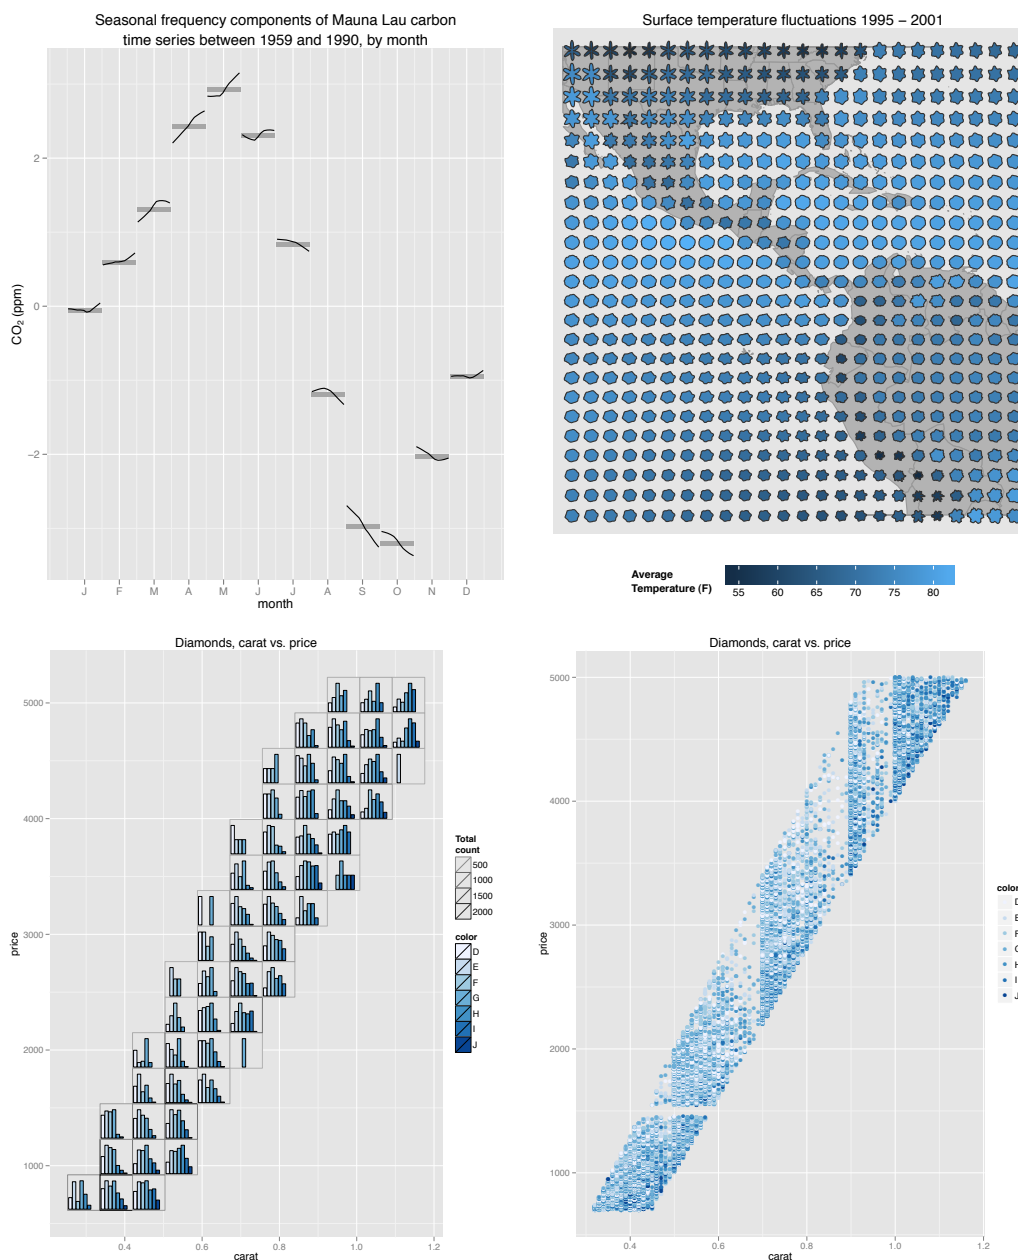 Seasonal frequency components of Mauna Lau carbon
time series between 1959 and 1990, by month
CO2 (ppm)
2
0
−2
J F M A M J J A S O N D
month
Surface temperature fluctuations 1995 − 2001
Average
Temperature (F)
55 60 65 70 75 80
Diamonds, carat vs. price
price
5000
4000
3000
2000
1000
0.4 0.6 0.8 1.0 1.2
carat
Total
count
500
1000
1500
2000
color
D
E
F
G
H
I
J
Diamonds, carat vs. price
price
5000
4000
3000
2000
1000
0.4 0.6 0.8 1.0 1.2
carat
color